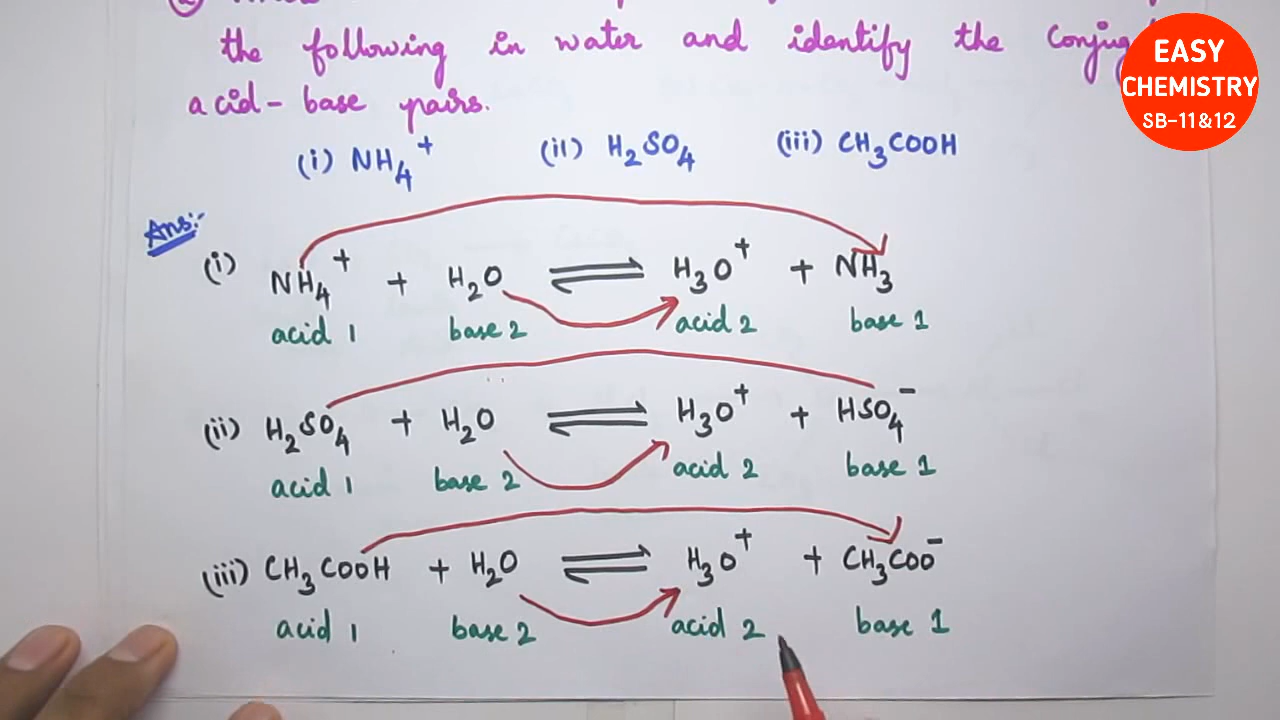 the following in water and identify the
acid-base pairs.
EASY
CHEMISTRY
SB-11&12
(i) NH₄⁺ (ii) H₂SO₄ (iii) CH₃COOH
Ans:-
(i) NH₄⁺ + H₂O ⇌ H₃O⁺ + NH₃
acid 1 base 2 acid 2 base 1
(ii) H₂SO₄ + H₂O ⇌ H₃O⁺ + HSO₄⁻
acid 1 base 2 acid 2 base 1
(iii) CH₃COOH + H₂O ⇌ H₃O⁺ + CH₃COO⁻
acid 1 base 2 acid 2 base 1